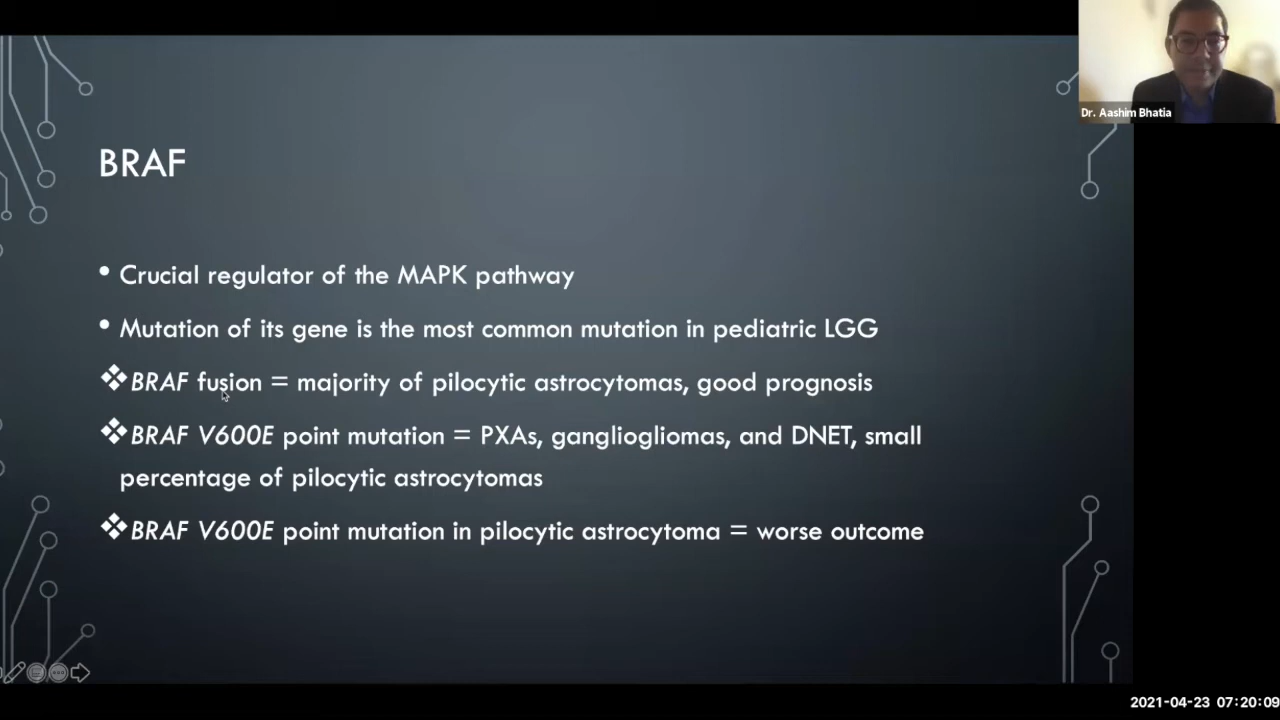 Dr. Aashim Bhatia
BRAF
• Crucial regulator of the MAPK pathway
• Mutation of its gene is the most common mutation in pediatric LGG
❖BRAF fusion = majority of pilocytic astrocytomas, good prognosis
❖BRAF V600E point mutation = PXAs, gangliogliomas, and DNET, small
percentage of pilocytic astrocytomas
❖BRAF V600E point mutation in pilocytic astrocytoma = worse outcome
2021-04-23 07:20:09